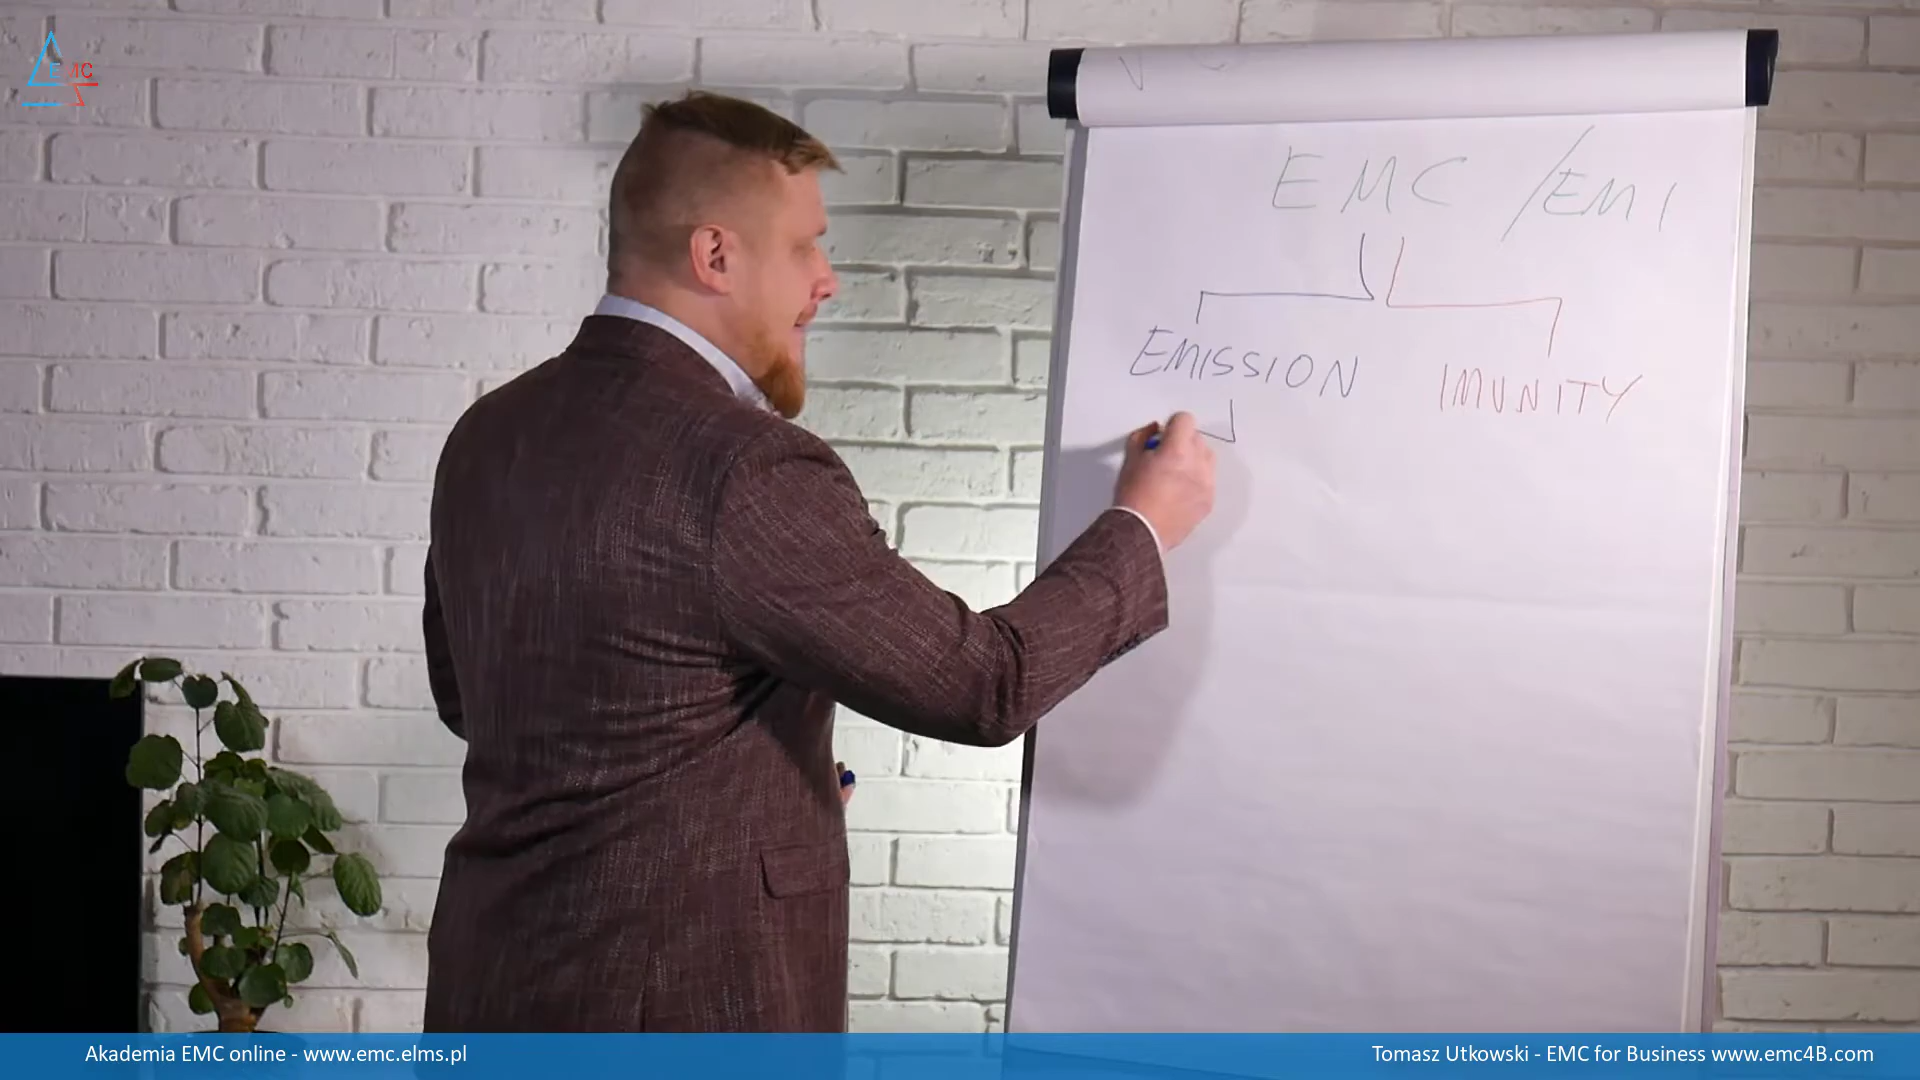 EMC
EMC /EMI
EMISSION IMUNITY
Akademia EMC online - www.emc.elms.pl
Tomasz Utkowski - EMC for Business www.emc4B.com